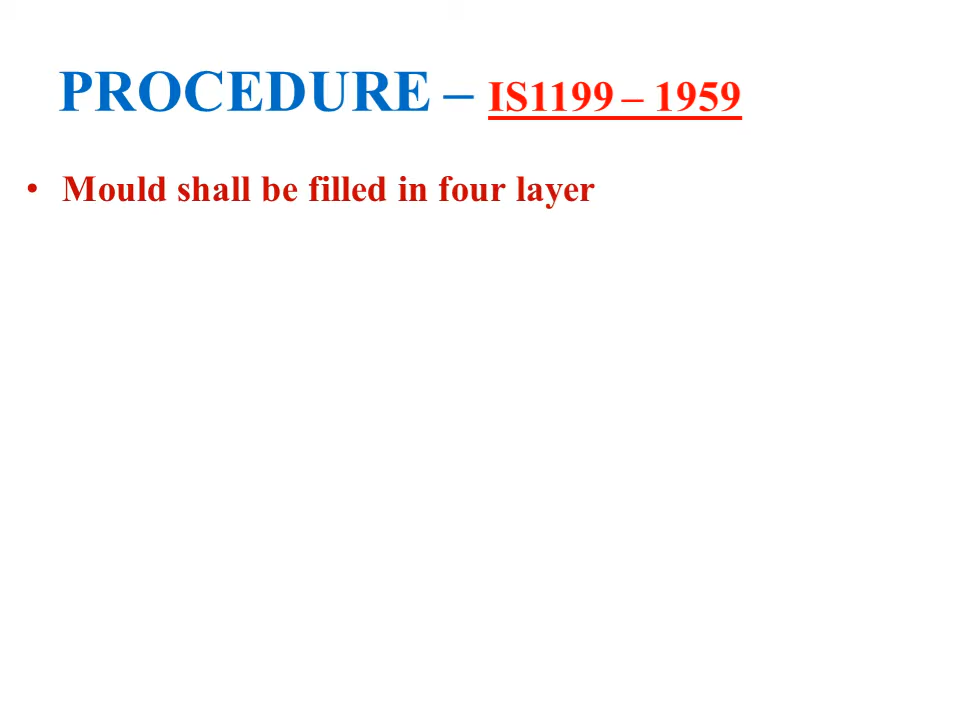 PROCEDURE – IS1199 – 1959
• Mould shall be filled in four layer